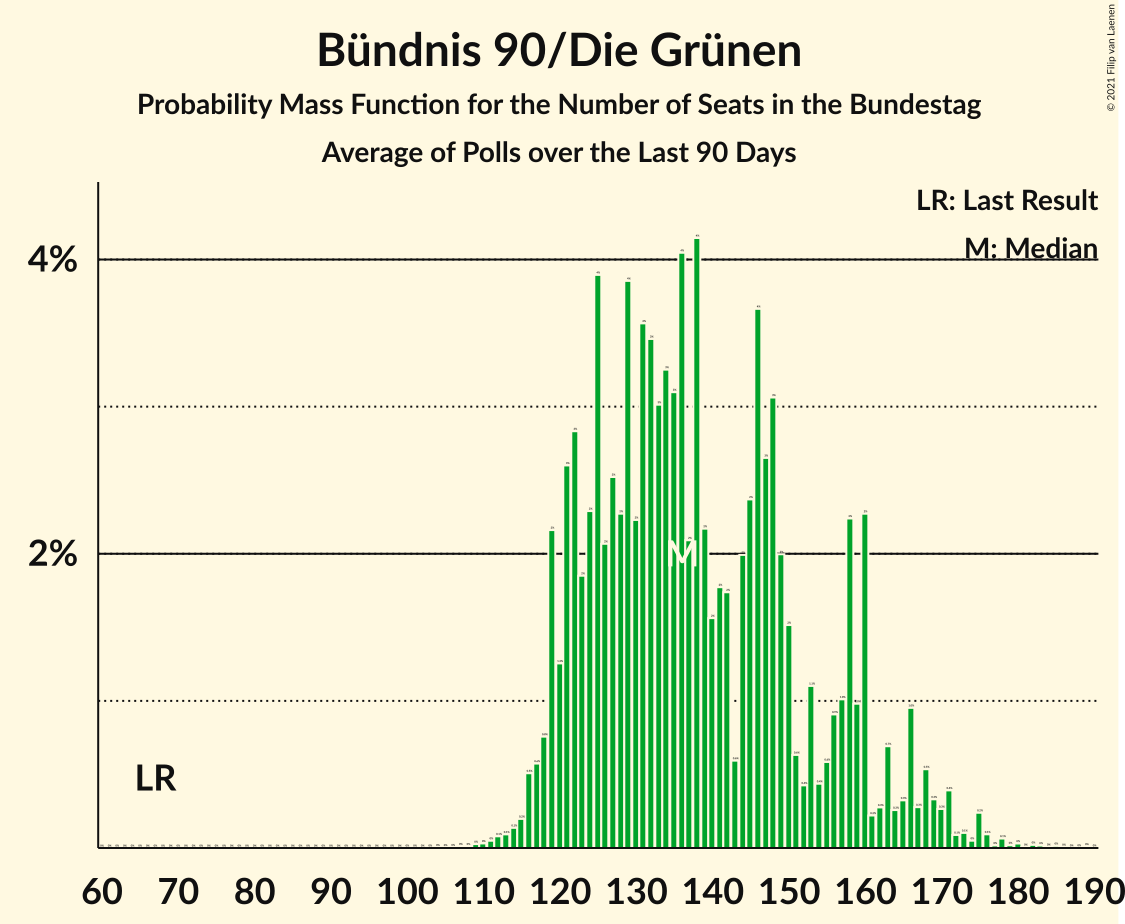 Bündnis 90/Die Grünen
Probability Mass Function for the Number of Seats in the Bundestag
Average of Polls over the Last 90 Days
© 2021 Filip van Laenen
LR: Last Result
M: Median
4%
2%
M
LR
60 70 80 90 100 110 120 130 140 150 160 170 180 190